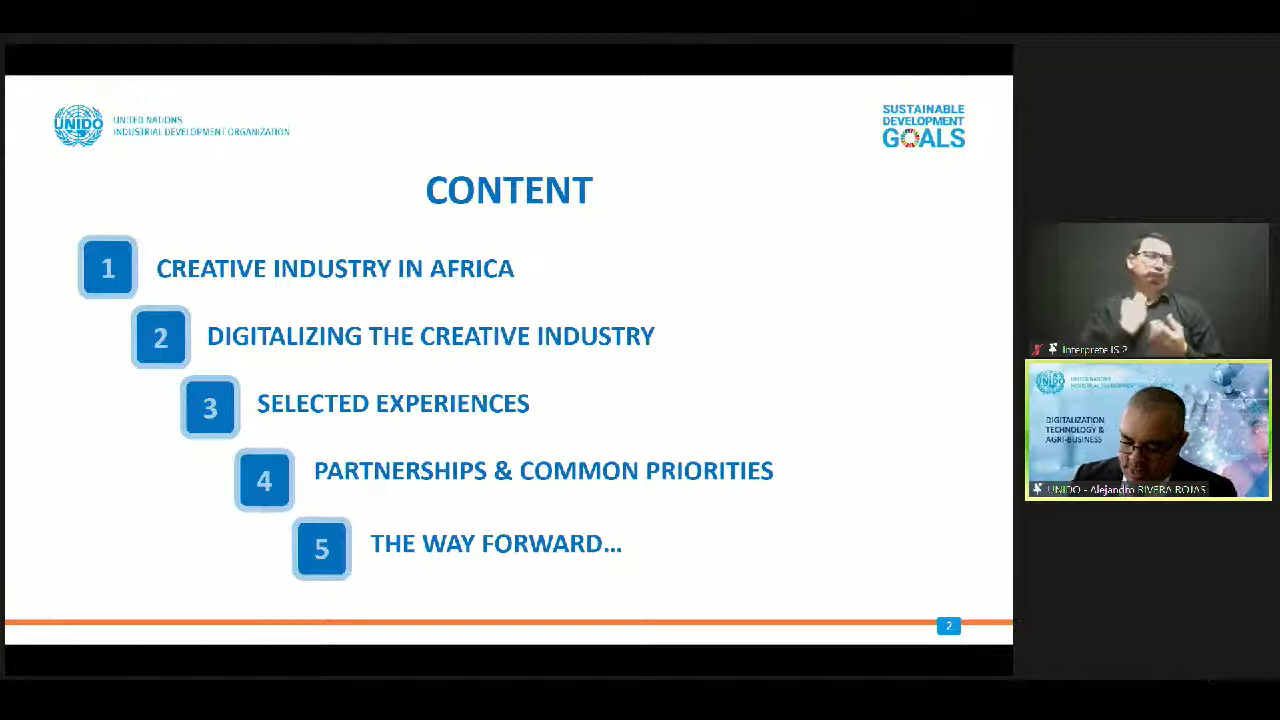 UNIDO
UNITED NATIONS
INDUSTRIAL DEVELOPMENT ORGANIZATION
SUSTAINABLE
DEVELOPMENT
GOALS
CONTENT
1 CREATIVE INDUSTRY IN AFRICA
2 DIGITALIZING THE CREATIVE INDUSTRY
3 SELECTED EXPERIENCES
4 PARTNERSHIPS & COMMON PRIORITIES
5 THE WAY FORWARD...
2
Interprete IS 2
UNIDO
UNITED NATIONS
INDUSTRIAL DEVELOPMENT
DIGITALIZATION
TECHNOLOGY &
AGRI-BUSINESS
UNIDO - Alejandro RIVERA ROJAS